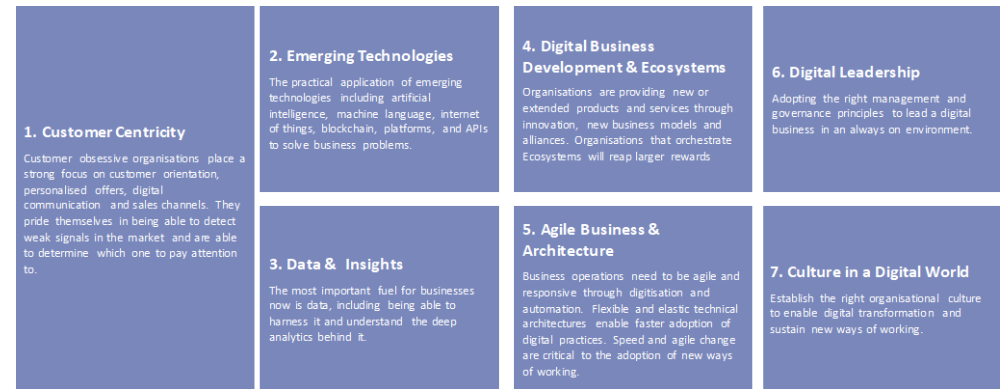 1. Customer Centricity
Customer obsessive organisations place a
strong focus on customer orientation,
personalised offers, digital
communication and sales channels. They
pride themselves in being able to detect
weak signals in the market and are able
to determine which one to pay attention
to.
2. Emerging Technologies
The practical application of emerging
technologies including artificial
intelligence, machine language, internet
of things, blockchain, platforms, and APIs
to solve business problems.
3. Data & Insights
The most important fuel for businesses
now is data, including being able to
harness it and understand the deep
analytics behind it.
4. Digital Business
Development & Ecosystems
Organisations are providing new or
extended products and services through
innovation, new business models and
alliances. Organisations that orchestrate
Ecosystems will reap larger rewards
5. Agile Business &
Architecture
Business operations need to be agile and
responsive through digitisation and
automation. Flexible and elastic technical
architectures enable faster adoption of
digital practices. Speed and agile change
are critical to the adoption of new ways
of working.
6. Digital Leadership
Adopting the right management and
governance principles to lead a digital
business in an always on environment.
7. Culture in a Digital World
Establish the right organisational culture
to enable digital transformation and
sustain new ways of working.